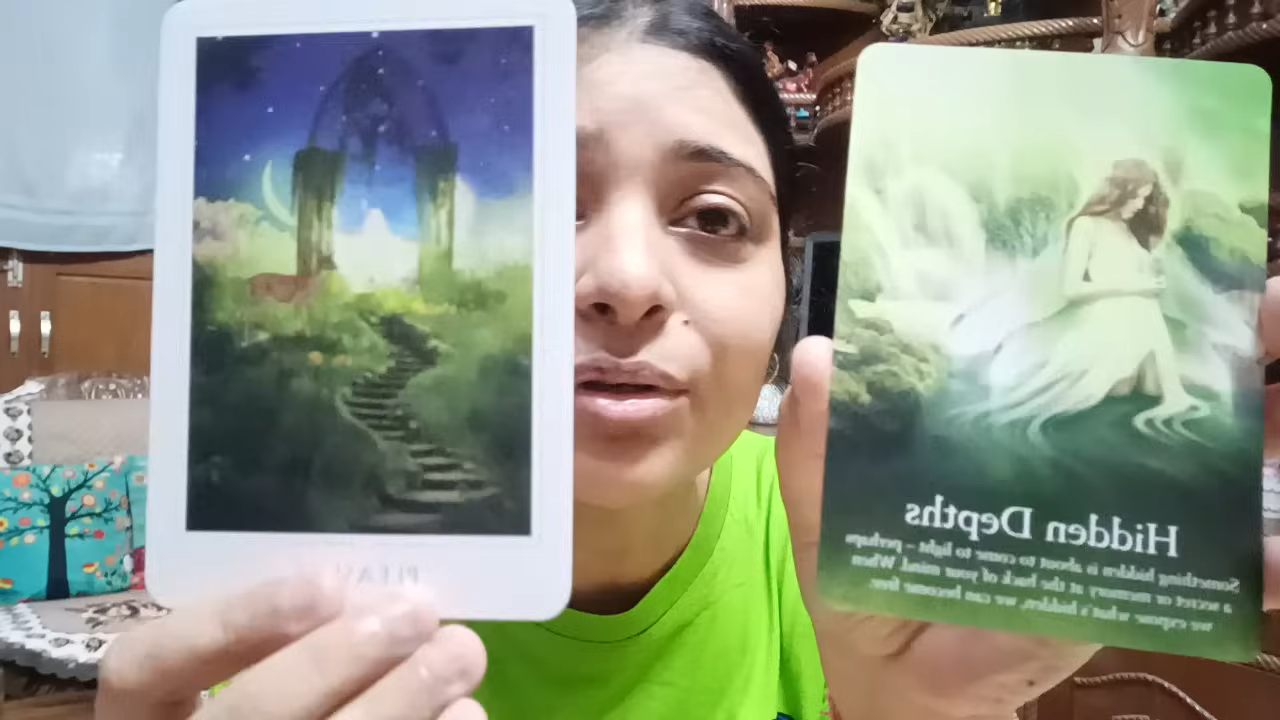 Hidden Depths
Something hidden is about to come to light – perhaps
a secret or memory at the back of your mind. When
we expose what's hidden, we can become free.